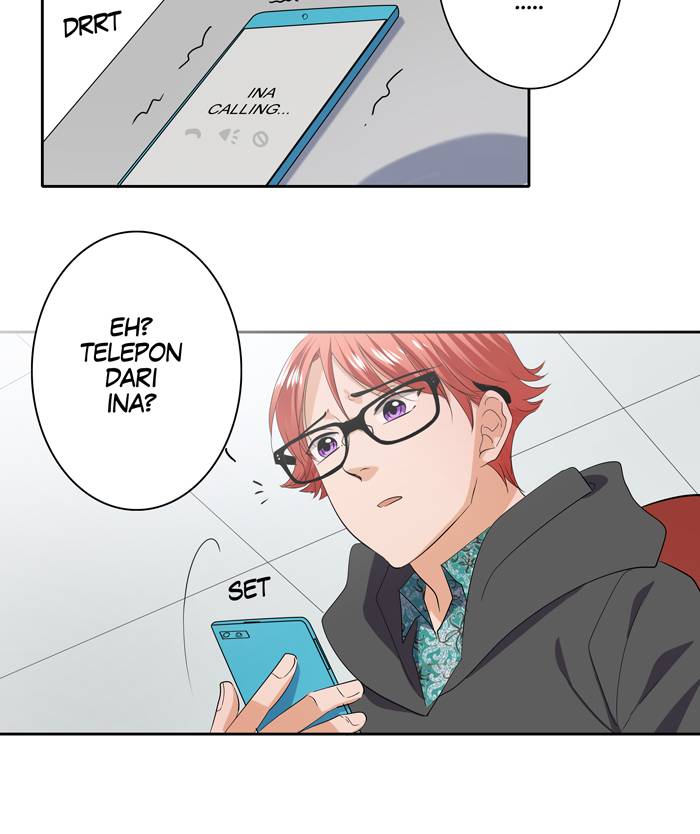 .....
DRRT
INA
CALLING...
EH?
TELEPON
DARI
INA?
SET